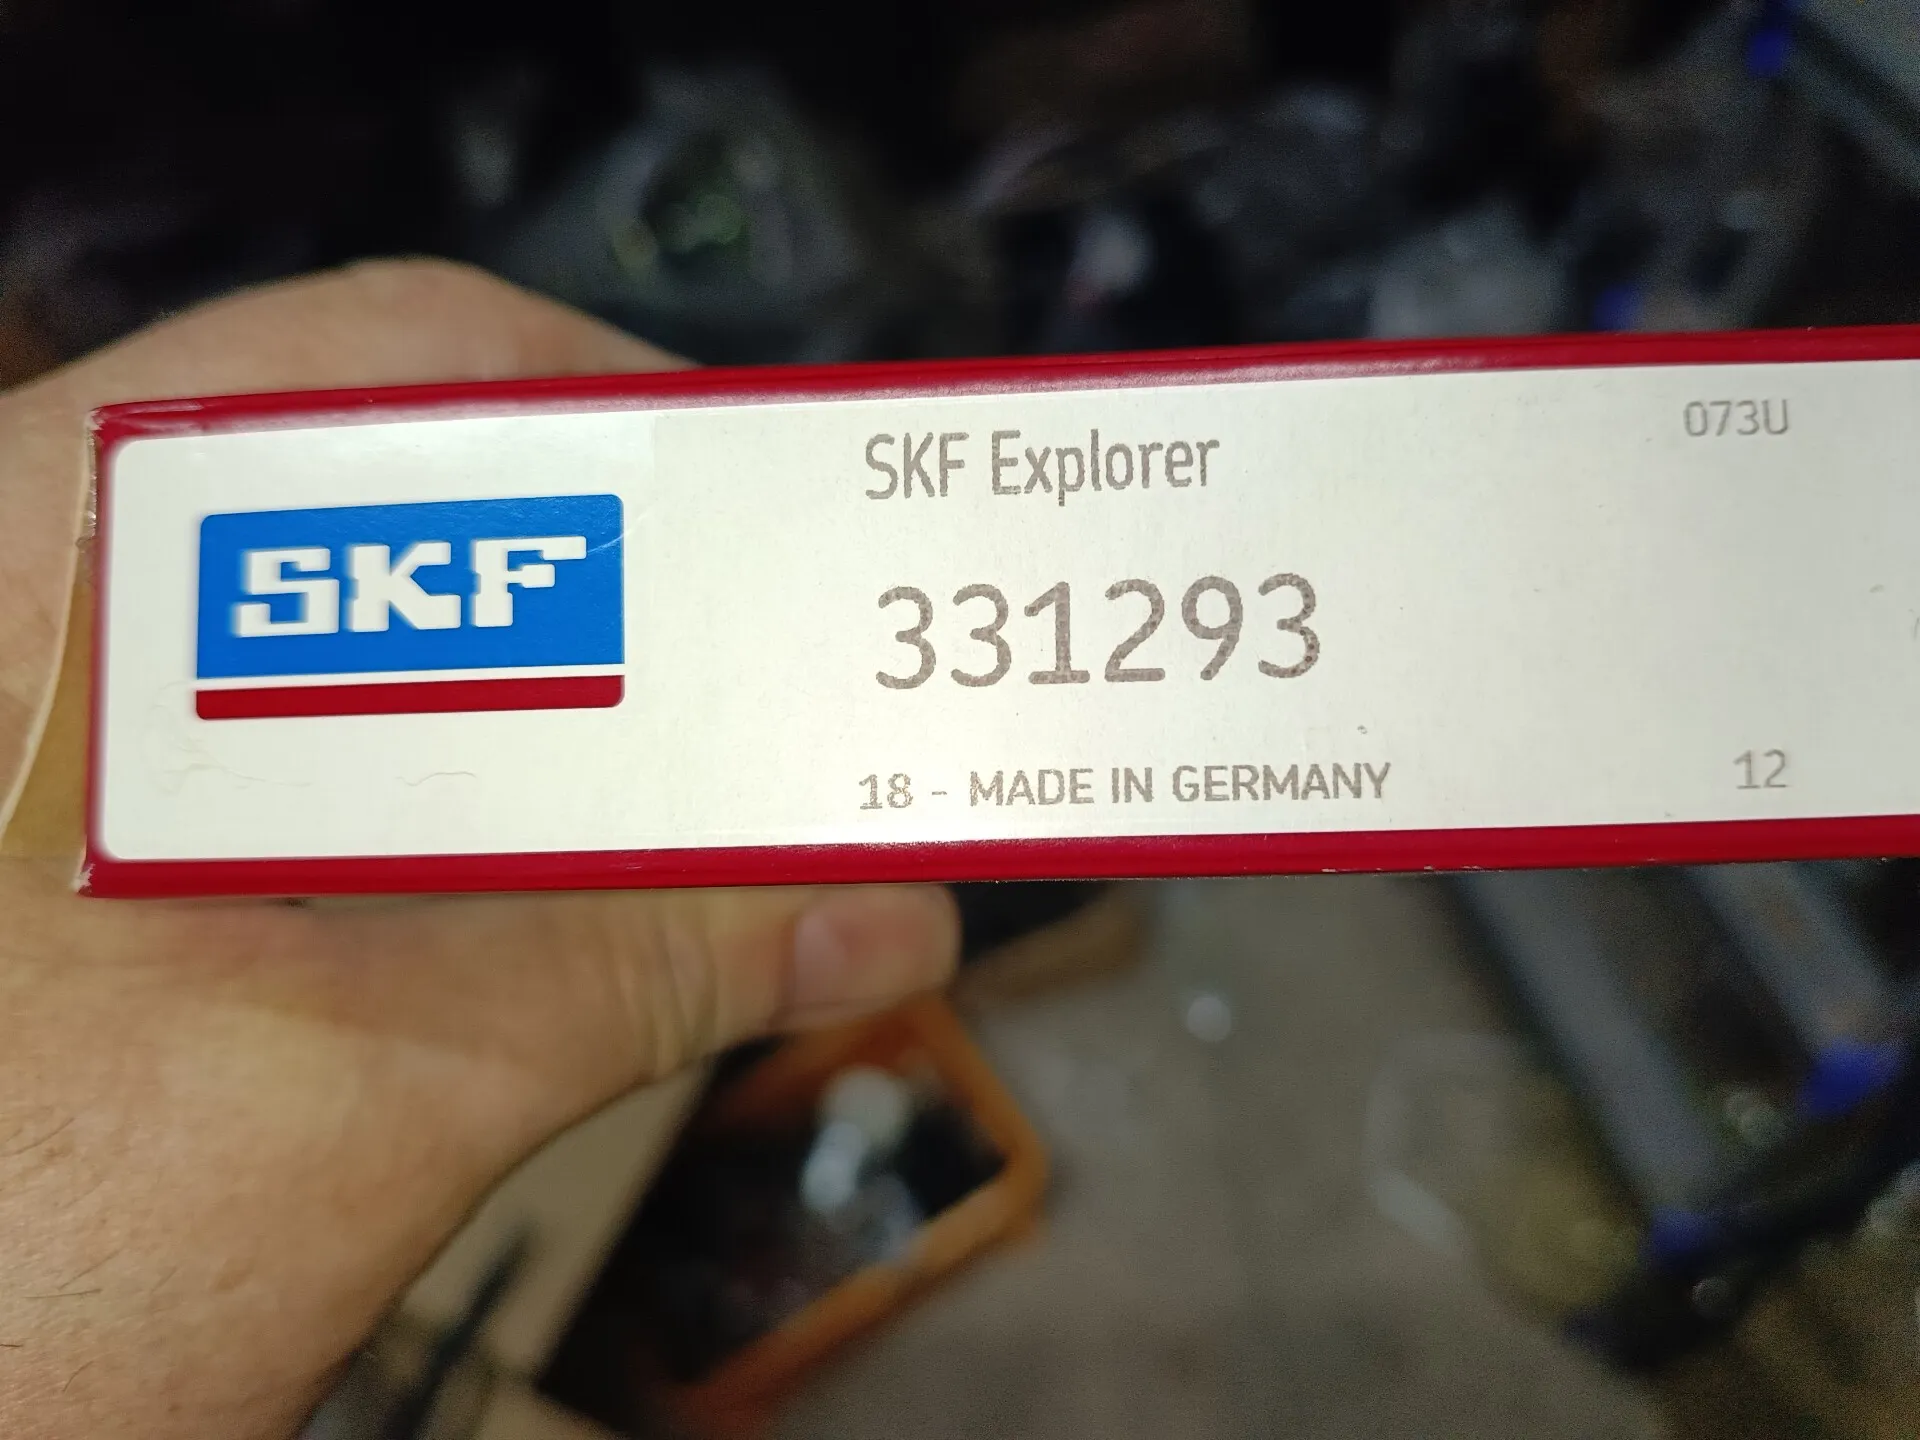 SKF
SKF Explorer
073U
331293
18 - MADE IN GERMANY
12